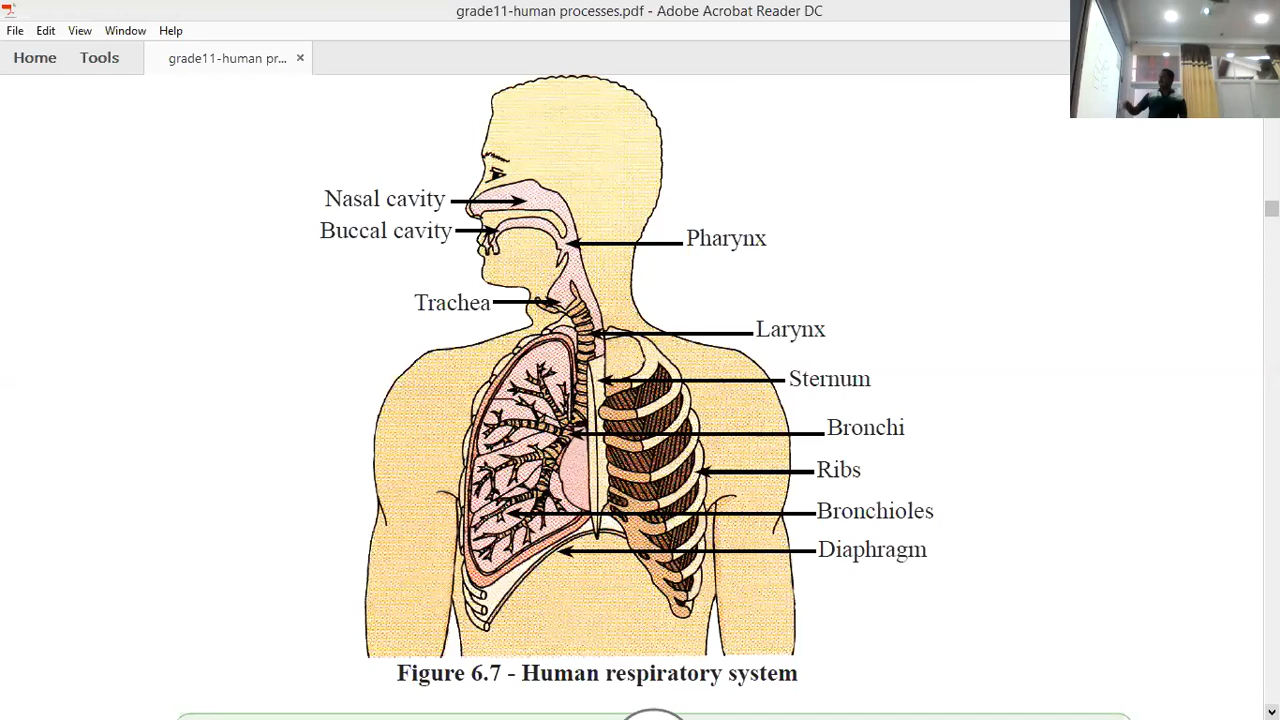 grade11-human processes.pdf - Adobe Acrobat Reader DC
File Edit View Window Help
Home Tools grade11-human pr... ×
Nasal cavity
Buccal cavity
Pharynx
Trachea
Larynx
Sternum
Bronchi
Ribs
Bronchioles
Diaphragm
Figure 6.7 - Human respiratory system